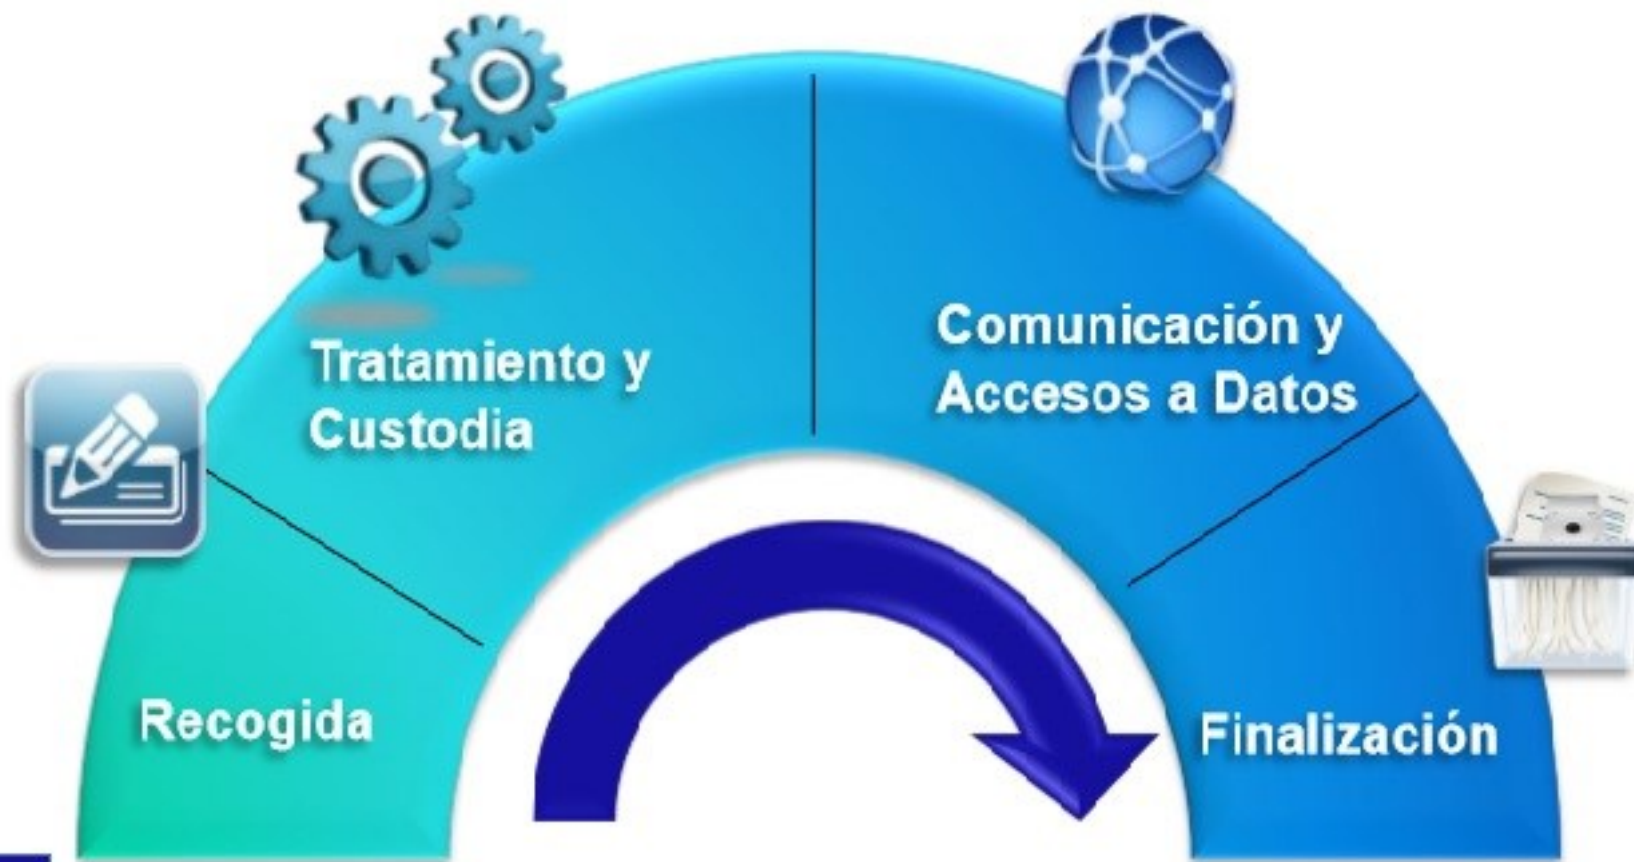 Tratamiento y
Custodia
Comunicación y
Accesos a Datos
Recogida
Finalización